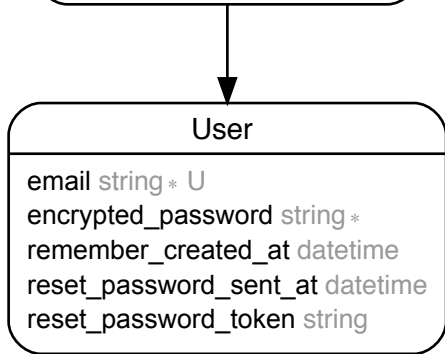 User
email string * U
encrypted_password string *
remember_created_at datetime
reset_password_sent_at datetime
reset_password_token string